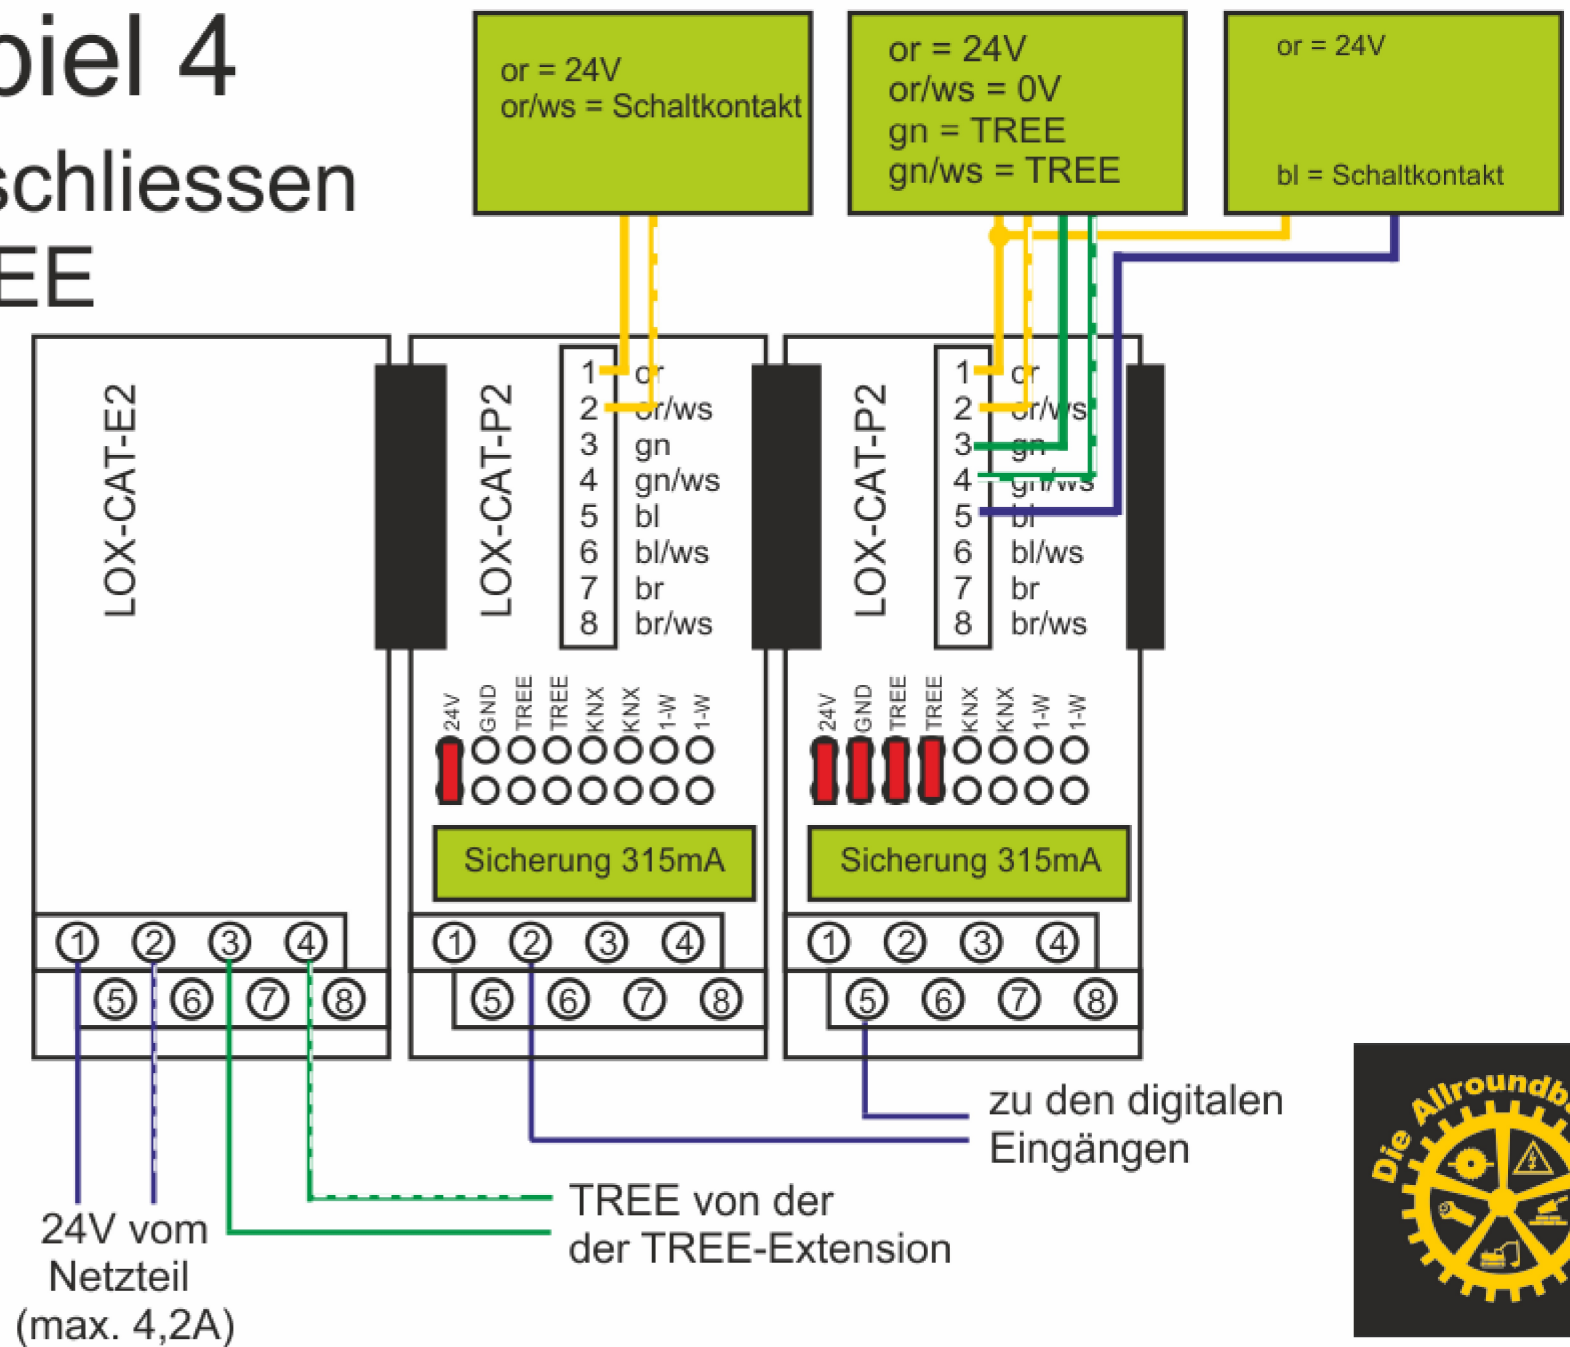 piel 4
schliessen
EE
or = 24V
or/ws = Schaltkontakt
or = 24V
or/ws = 0V
gn = TREE
gn/ws = TREE
or = 24V
bl = Schaltkontakt
LOX-CAT-E2
LOX-CAT-P2
1 or
2 or/ws
3 gn
4 gn/ws
5 bl
6 bl/ws
7 br
8 br/ws
LOX-CAT-P2
1 or
2 or/ws
3 gn
4 gn/ws
5 bl
6 bl/ws
7 br
8 br/ws
24V GND TREE TREE KNX KNX 1-W 1-W
24V GND TREE TREE KNX KNX 1-W 1-W
Sicherung 315mA
Sicherung 315mA
1 2 3 4
5 6 7 8
1 2 3 4
5 6 7 8
1 2 3 4
5 6 7 8
zu den digitalen
Eingängen
TREE von der
der TREE-Extension
24V vom
Netzteil
(max. 4,2A)
Die Allroundb